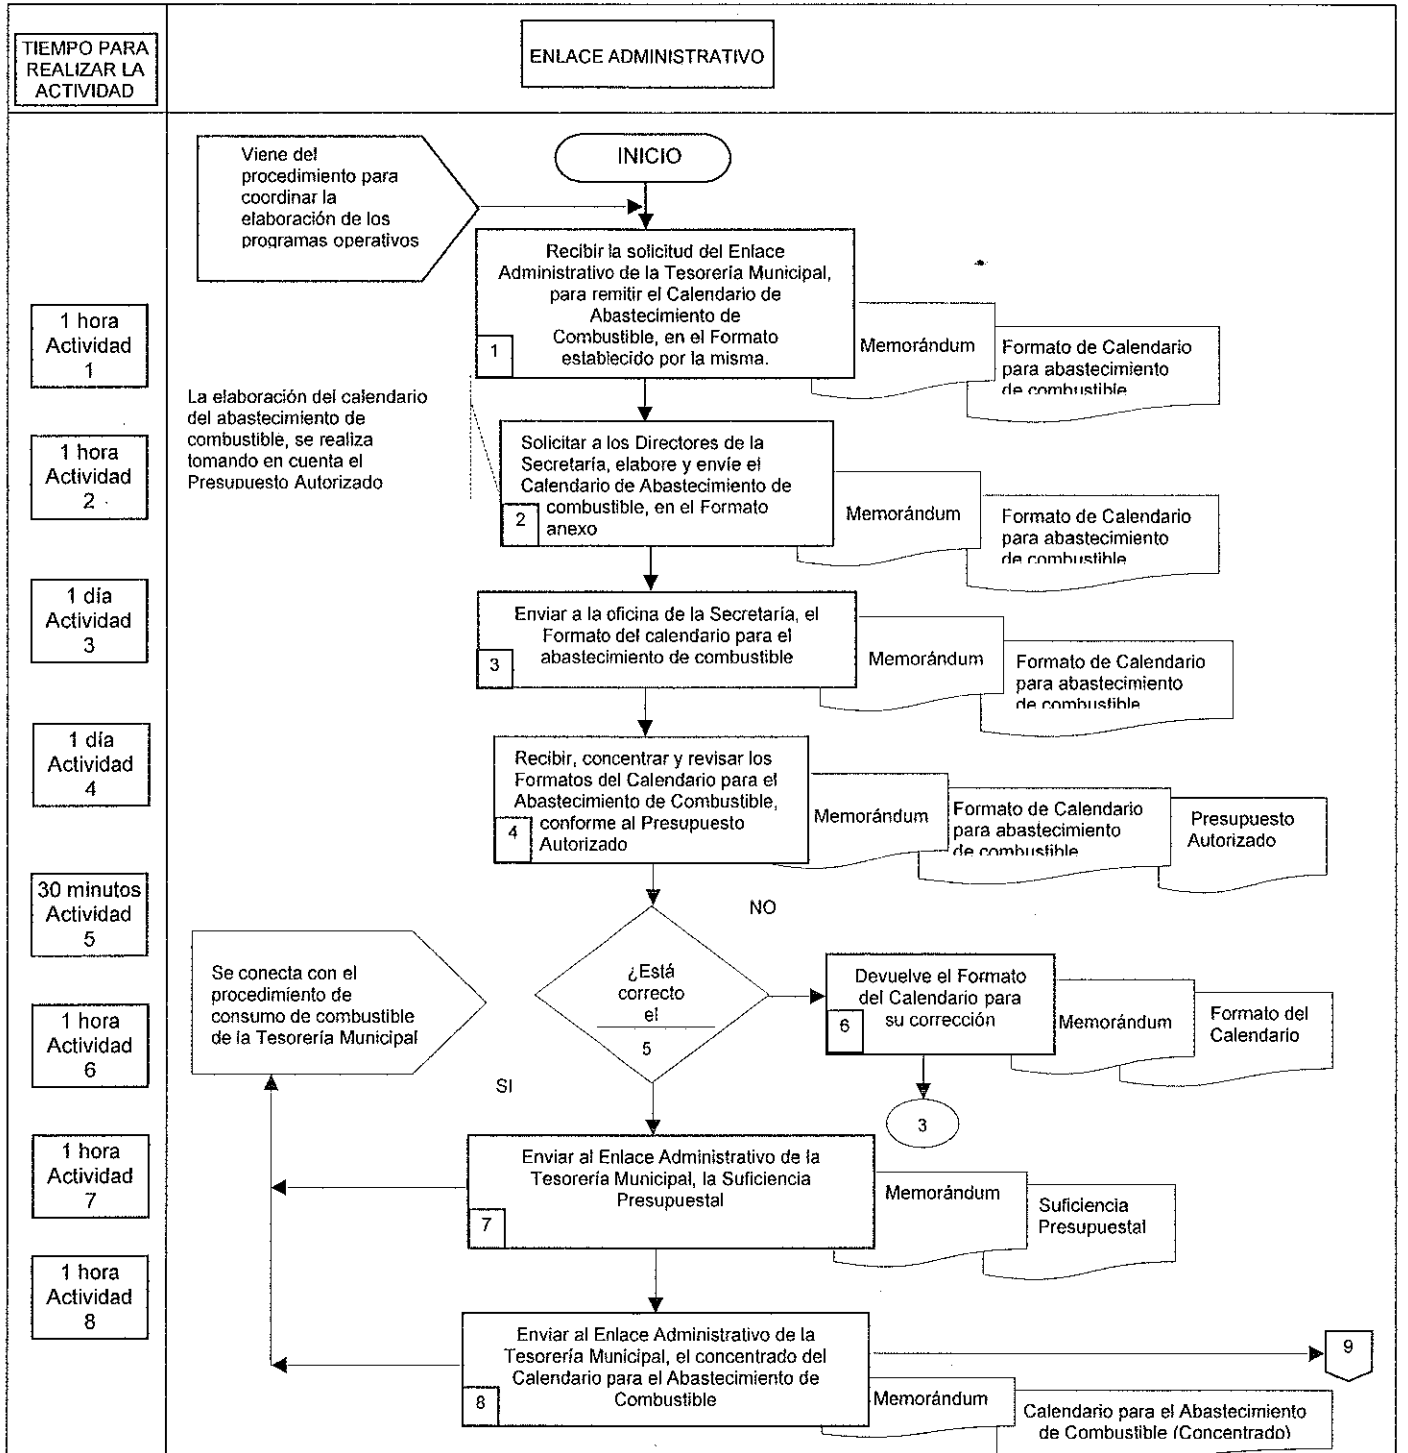 TIEMPO PARA
REALIZAR LA
ACTIVIDAD
ENLACE ADMINISTRATIVO
Viene del
procedimiento para
coordinar la
elaboración de los
programas operativos
INICIO
1 hora
Actividad
1
Recibir la solicitud del Enlace
Administrativo de la Tesorería Municipal,
para remitir el Calendario de
Abastecimiento de
Combustible, en el Formato
establecido por la misma.
1
Memorándum
Formato de Calendario
para abastecimiento
de combustible
La elaboración del calendario
del abastecimiento de
combustible, se realiza
tomando en cuenta el
Presupuesto Autorizado
1 hora
Actividad
2
Solicitar a los Directores de la
Secretaría, elabore y envíe el
Calendario de Abastecimiento de
combustible, en el Formato
anexo
2
Memorándum
Formato de Calendario
para abastecimiento
de combustible
1 día
Actividad
3
Enviar a la oficina de la Secretaría, el
Formato del calendario para el
abastecimiento de combustible
3
Memorándum
Formato de Calendario
para abastecimiento
de combustible
1 día
Actividad
4
Recibir, concentrar y revisar los
Formatos del Calendario para el
Abastecimiento de Combustible,
conforme al Presupuesto
Autorizado
4
Memorándum
Formato de Calendario
para abastecimiento
de combustible
Presupuesto
Autorizado
30 minutos
Actividad
5
NO
¿Está
correcto
el
5
Se conecta con el
procedimiento de
consumo de combustible
de la Tesorería Municipal
1 hora
Actividad
6
Devuelve el Formato
del Calendario para
su corrección
6
Memorándum
Formato del
Calendario
SI
3
1 hora
Actividad
7
Enviar al Enlace Administrativo de la
Tesorería Municipal, la Suficiencia
Presupuestal
7
Memorándum
Suficiencia
Presupuestal
1 hora
Actividad
8
Enviar al Enlace Administrativo de la
Tesorería Municipal, el concentrado del
Calendario para el Abastecimiento de
Combustible
8
9
Memorándum
Calendario para el Abastecimiento
de Combustible (Concentrado)